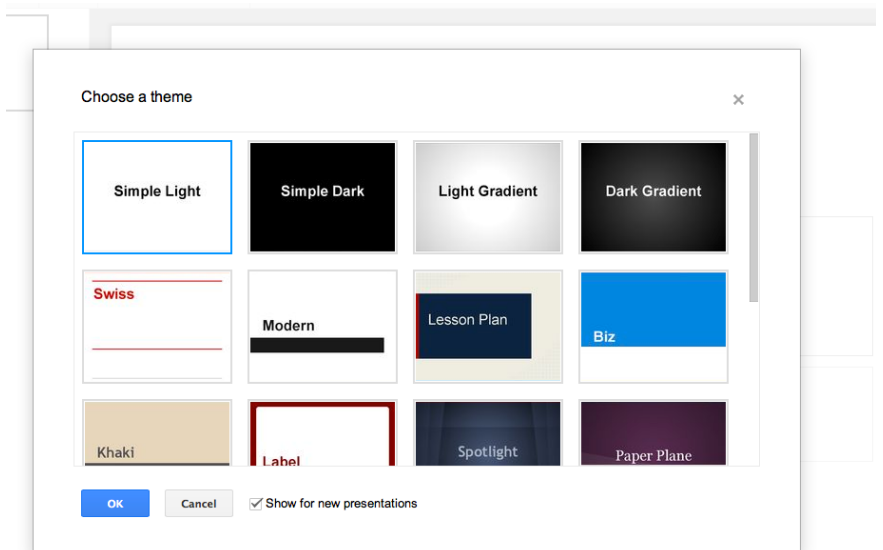 Choose a theme
Simple Light
Simple Dark
Light Gradient
Dark Gradient
Swiss
Modern
Lesson Plan
Biz
Khaki
Label
Spotlight
Paper Plane
OK
Cancel
Show for new presentations